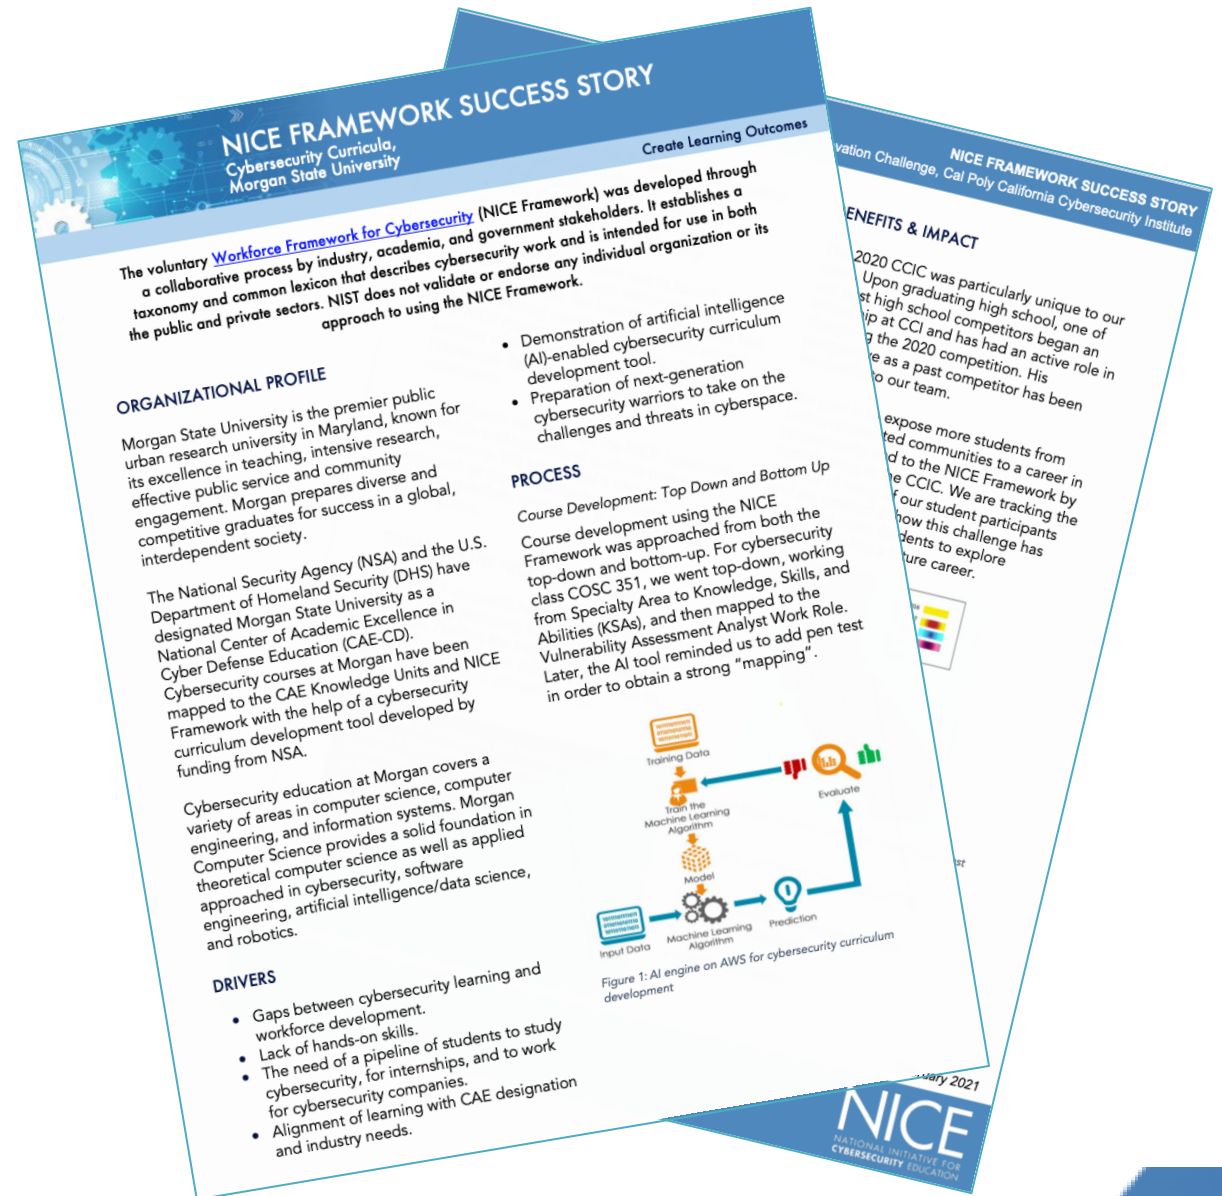 NICE FRAMEWORK SUCCESS STORY
Cybersecurity Curricula,
Morgan State University
Create Learning Outcomes
The voluntary Workforce Framework for Cybersecurity (NICE Framework) was developed through
a collaborative process by industry, academia, and government stakeholders. It establishes a
taxonomy and common lexicon that describes cybersecurity work and is intended for use in both
the public and private sectors. NIST does not validate or endorse any individual organization or its
approach to using the NICE Framework.
ORGANIZATIONAL PROFILE
Morgan State University is the premier public
urban research university in Maryland, known for
its excellence in teaching, intensive research,
effective public service and community
engagement. Morgan prepares diverse and
competitive graduates for success in a global,
interdependent society.
The National Security Agency (NSA) and the U.S.
Department of Homeland Security (DHS) have
designated Morgan State University as a
National Center of Academic Excellence in
Cyber Defense Education (CAE-CD).
Cybersecurity courses at Morgan have been
mapped to the CAE Knowledge Units and NICE
Framework with the help of a cybersecurity
curriculum development tool developed by
funding from NSA.
Cybersecurity education at Morgan covers a
variety of areas in computer science, computer
engineering, and information systems. Morgan
Computer Science provides a solid foundation in
theoretical computer science as well as applied
approached in cybersecurity, software
engineering, artificial intelligence/data science,
and robotics.
DRIVERS
• Gaps between cybersecurity learning and
workforce development.
• Lack of hands-on skills.
• The need of a pipeline of students to study
cybersecurity, for internships, and to work
for cybersecurity companies.
• Alignment of learning with CAE designation
and industry needs.
• Demonstration of artificial intelligence
(AI)-enabled cybersecurity curriculum
development tool.
• Preparation of next-generation
cybersecurity warriors to take on the
challenges and threats in cyberspace.
PROCESS
Course Development: Top Down and Bottom Up
Course development using the NICE
Framework was approached from both the
top-down and bottom-up. For cybersecurity
class COSC 351, we went top-down, working
from Specialty Area to Knowledge, Skills, and
Abilities (KSAs), and then mapped to the
Vulnerability Assessment Analyst Work Role.
Later, the AI tool reminded us to add pen test
in order to obtain a strong “mapping”.
Training Data
Train the
Machine Learning
Algorithm
Evaluate
Model
Input Data
Machine Learning
Algorithm
Prediction
Figure 1: AI engine on AWS for cybersecurity curriculum
development
NICE FRAMEWORK SUCCESS STORY
vation Challenge, Cal Poly California Cybersecurity Institute
ENEFITS & IMPACT
2020 CCIC was particularly unique to our
Upon graduating high school, one of
st high school competitors began an
ip at CCI and has had an active role in
g the 2020 competition. His
e as a past competitor has been
to our team.
expose more students from
ted communities to a career in
d to the NICE Framework by
e CCIC. We are tracking the
f our student participants
how this challenge has
dents to explore
ture career.
st
uary 2021
NICE
NATIONAL INITIATIVE FOR
CYBERSECURITY EDUCATION